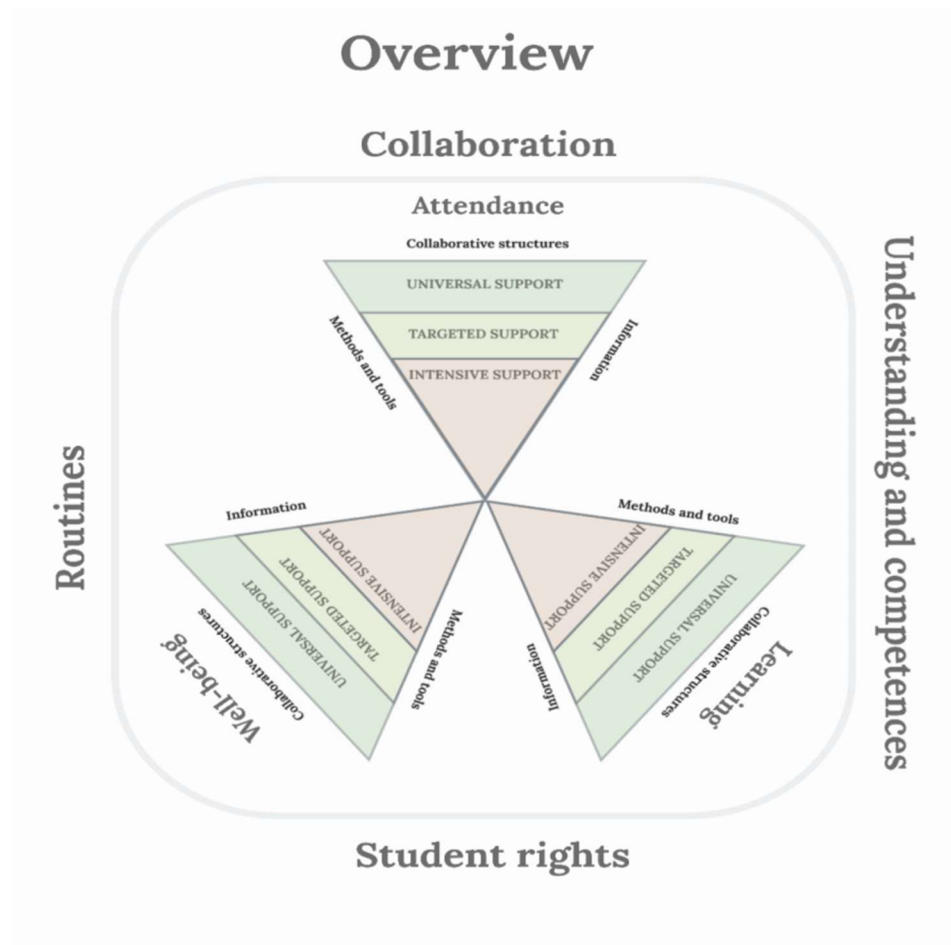 Overview
Collaboration
Attendance
Collaborative structures
UNIVERSAL SUPPORT
TARGETED SUPPORT
INTENSIVE SUPPORT
Methods and tools
Information
Routines
Understanding and competences
Information
INTENSIVE SUPPORT
TARGETED SUPPORT
UNIVERSAL SUPPORT
Collaborative structures
Well-being
Methods and tools
Methods and tools
INTENSIVE SUPPORT
TARGETED SUPPORT
UNIVERSAL SUPPORT
Collaborative structures
Learning
Information
Student rights